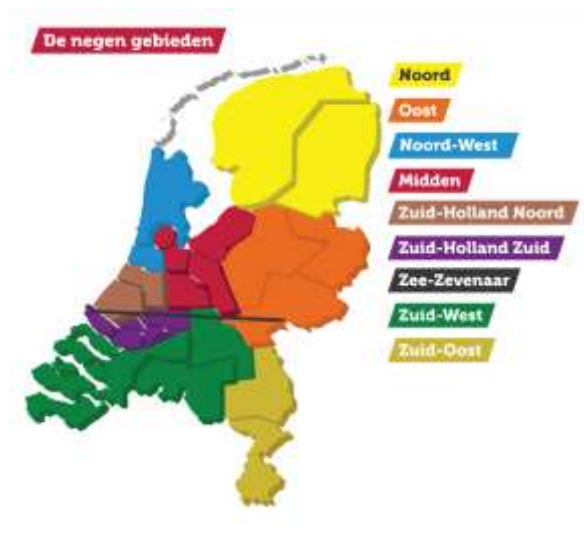 De negen gebieden
Noord
Oost
Noord-West
Midden
Zuid-Holland Noord
Zuid-Holland Zuid
Zee-Zevenaar
Zuid-West
Zuid-Oost